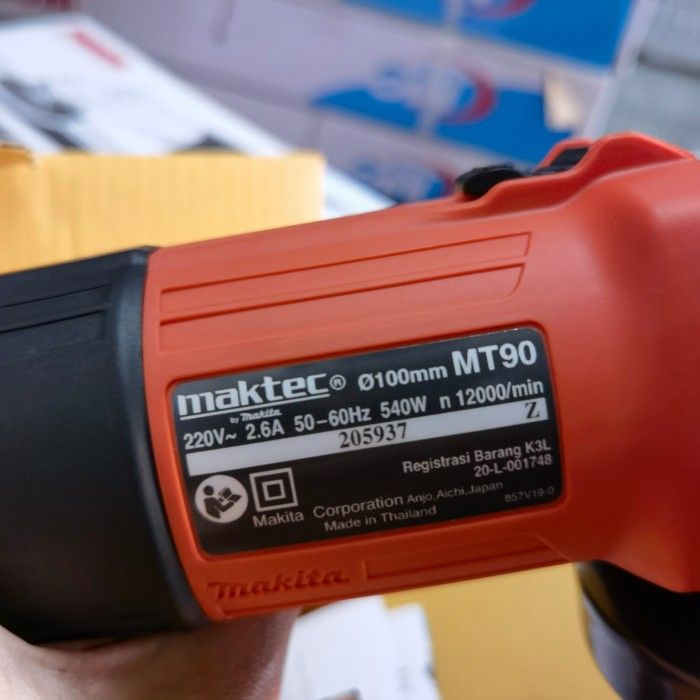 maktec® Ø100mm MT90
by makita
220V~ 2.6A 50-60Hz 540W n 12000/min
205937 Z
Registrasi Barang K3L
20-L-001748
Makita Corporation Anjo,Aichi,Japan
Made in Thailand 857V19-0
makita